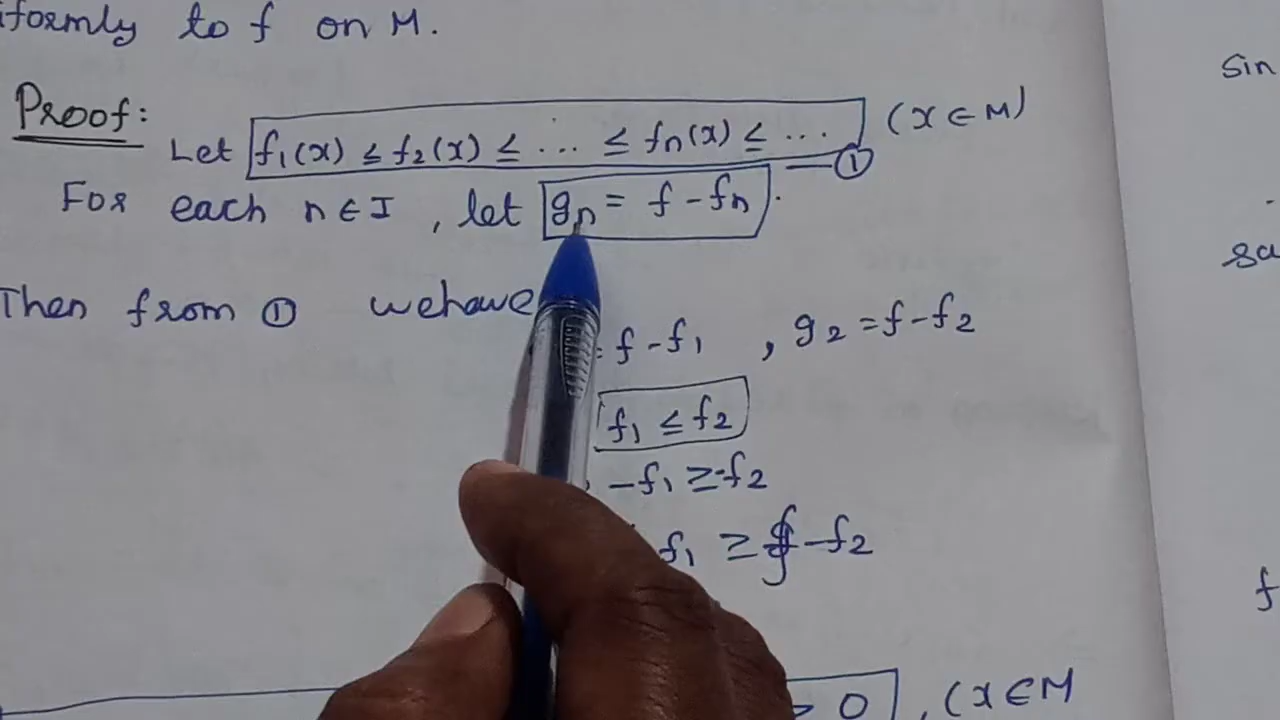 iformly to f on M.
Proof:
Let f₁(x) ≤ f₂(x) ≤ ... ≤ fₙ(x) ≤ ... (x ∈ M)
— ①
For each n ∈ I, let gₙ = f - fₙ.
Then from ① we have
= f - f₁, g₂ = f - f₂
f₁ ≤ f₂
-f₁ ≥ -f₂
f₁ ≥ f - f₂
0, (x ∈ M
Sin
sa
f